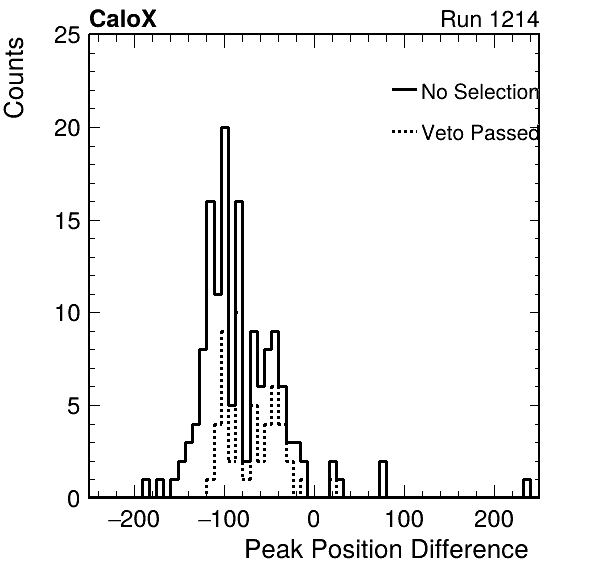 CaloX Run 1214
Counts
25
No Selection
20
Veto Passed
15
10
5
0
−200 −100 0 100 200
Peak Position Difference